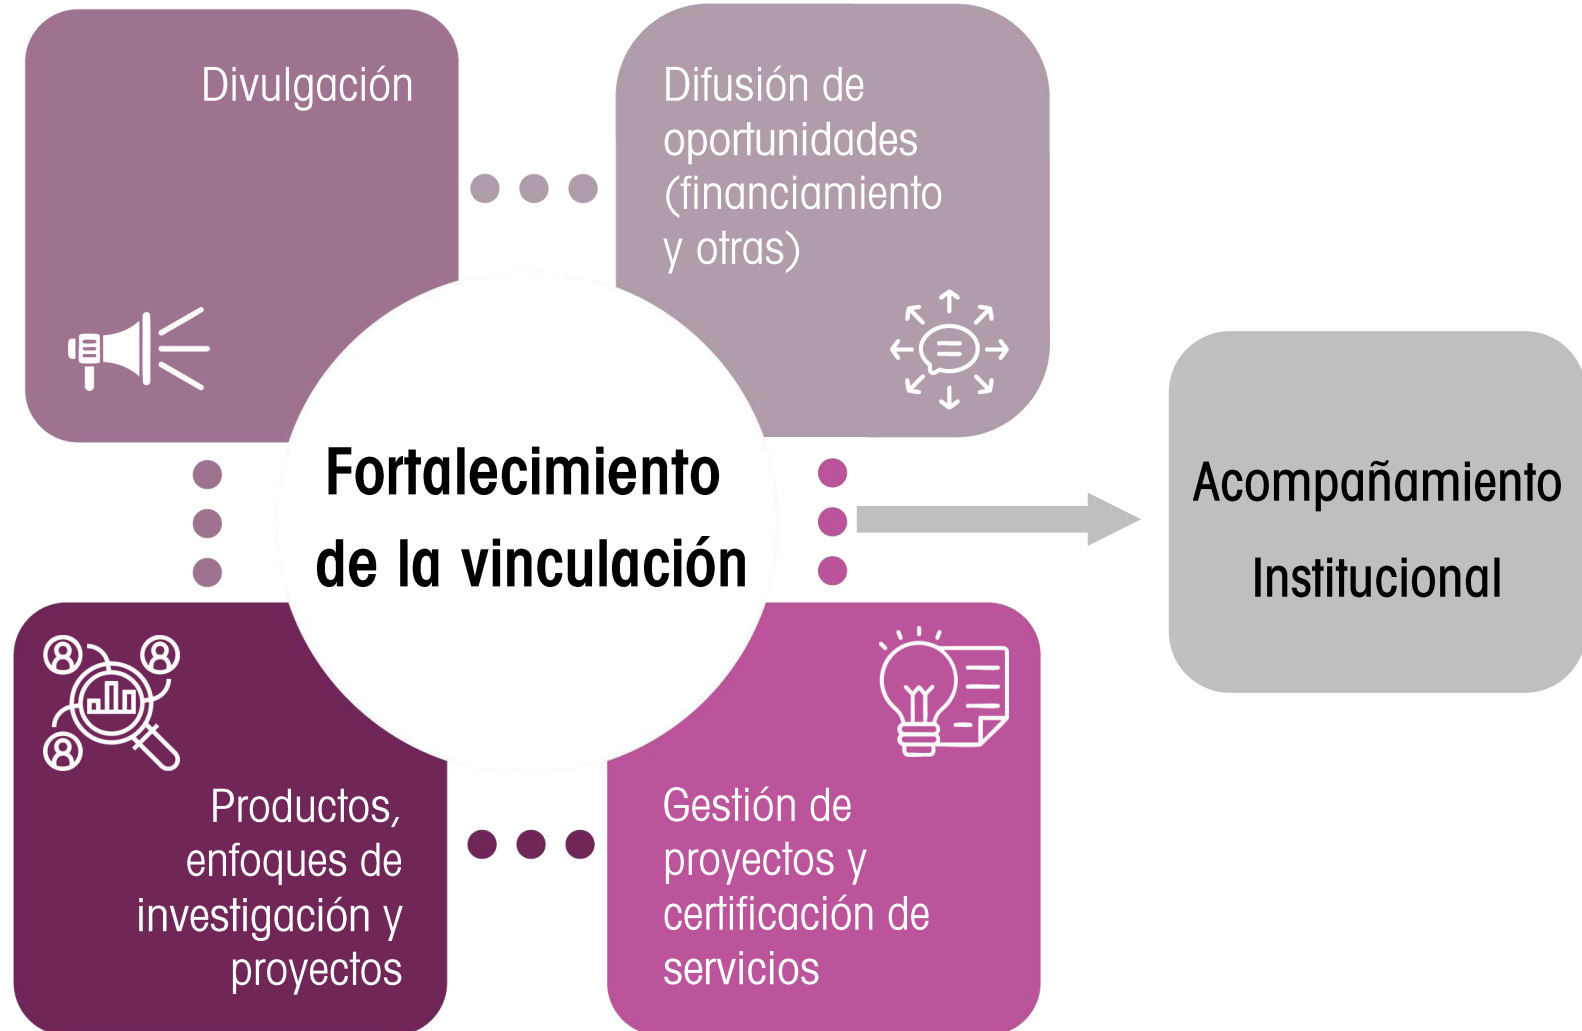 Divulgación
Difusión de
oportunidades
(financiamiento
y otras)
Fortalecimiento
de la vinculación
Acompañamiento
Institucional
Productos,
enfoques de
investigación y
proyectos
Gestión de
proyectos y
certificación de
servicios